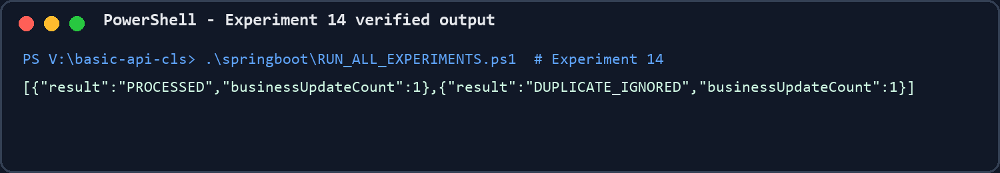 PowerShell - Experiment 14 verified output
PS V:\basic-api-cls> .\springboot\RUN_ALL_EXPERIMENTS.ps1  # Experiment 14
[{"result":"PROCESSED","businessUpdateCount":1},{"result":"DUPLICATE_IGNORED","businessUpdateCount":1}]